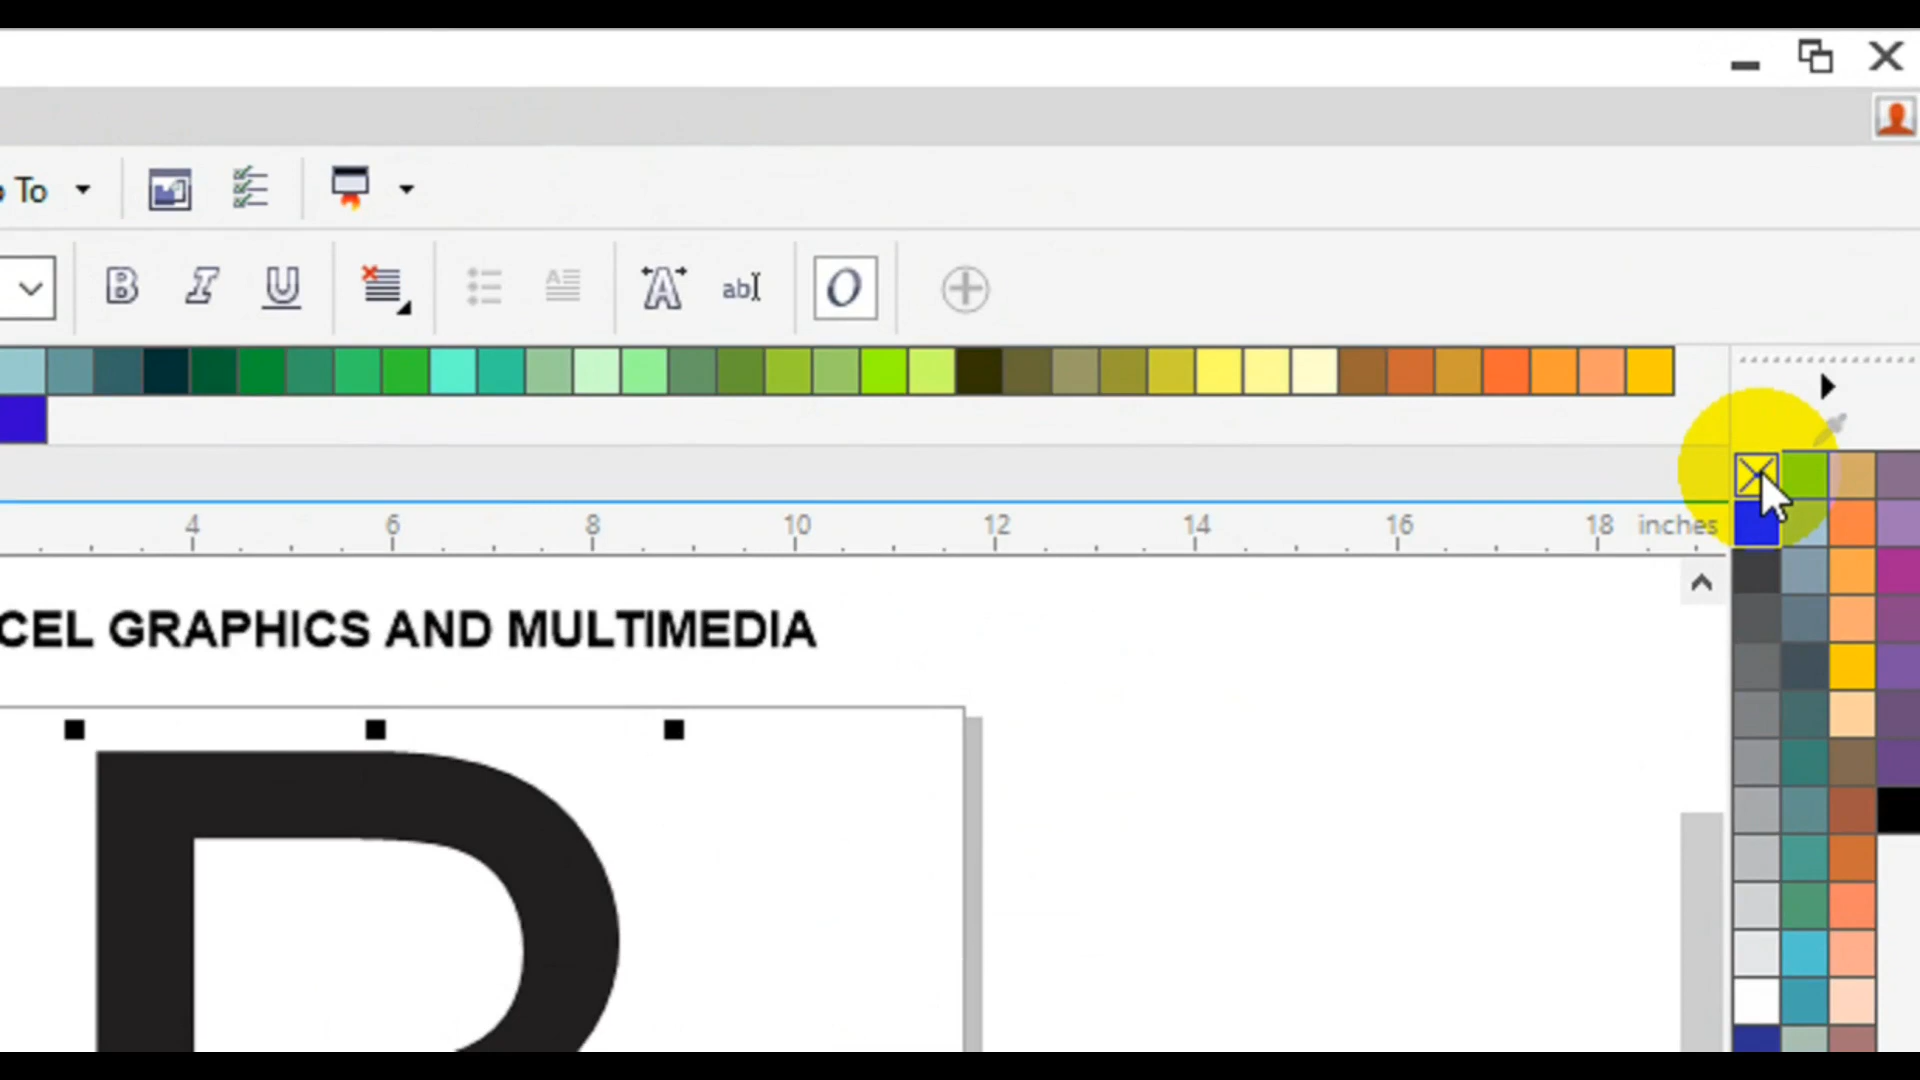 To
B I U A ab O
4 6 8 10 12 14 16 18 inches
CEL GRAPHICS AND MULTIMEDIA